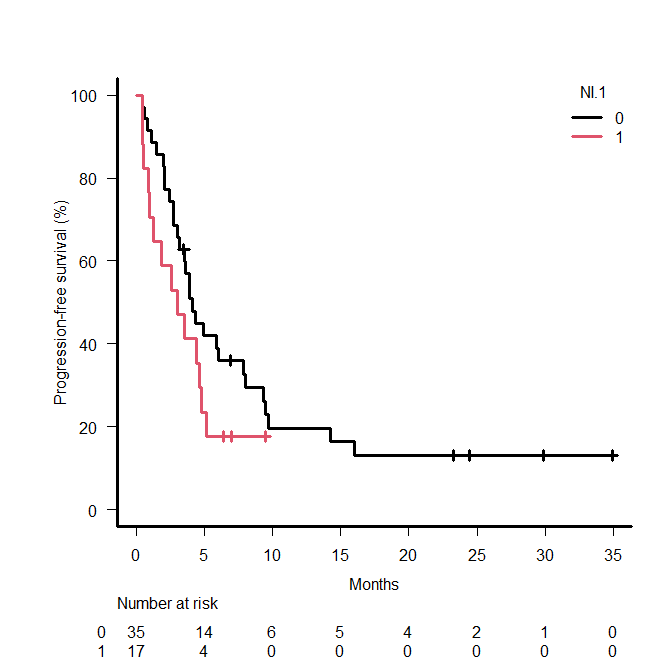 NI.1
0
1
Progression-free survival (%)
100
80
60
40
20
0
0 5 10 15 20 25 30 35
Months
Number at risk
0 35 14 6 5 4 2 1 0
1 17 4 0 0 0 0 0 0